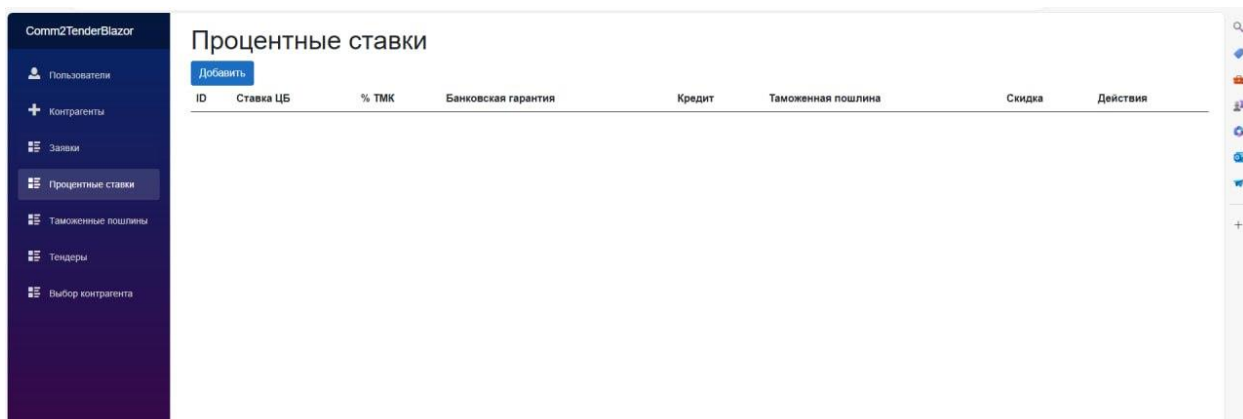 Comm2TenderBlazor
Пользователи
Контрагенты
Заявки
Процентные ставки
Таможенные пошлины
Тендеры
Выбор контрагента
Процентные ставки
Добавить
ID Ставка ЦБ % ТМК Банковская гарантия Кредит Таможенная пошлина Скидка Действия